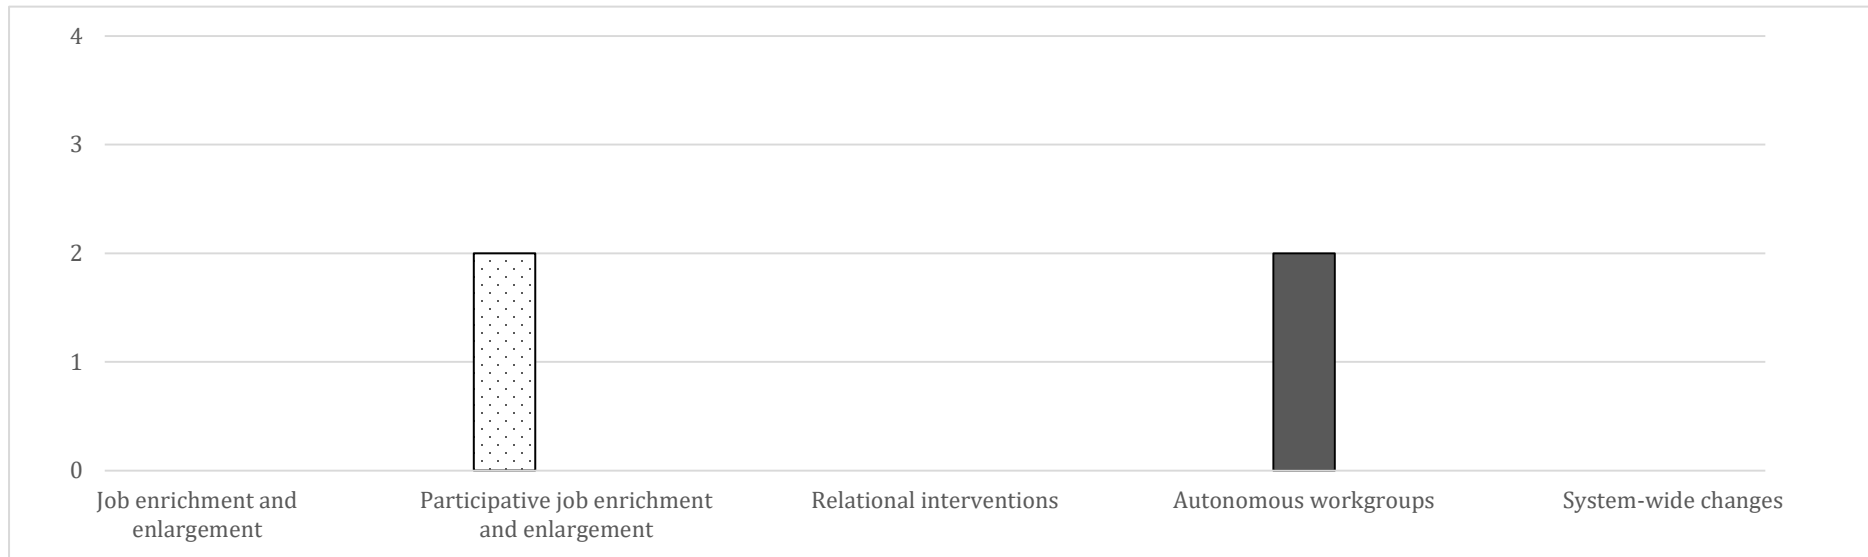 4
3
2
1
0
Job enrichment and
enlargement
Participative job enrichment
and enlargement
Relational interventions
Autonomous workgroups
System-wide changes